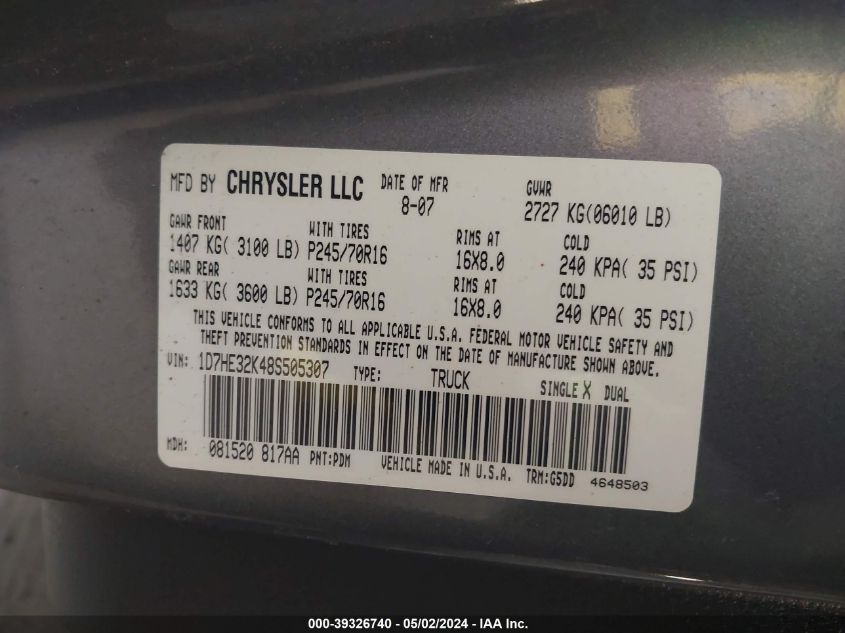 MFD BY CHRYSLER LLC DATE OF MFR 8-07 GVWR 2727 KG(06010 LB)
GAWR FRONT WITH TIRES RIMS AT COLD
1407 KG( 3100 LB) P245/70R16 16X8.0 240 KPA( 35 PSI)
GAWR REAR WITH TIRES RIMS AT COLD
1633 KG( 3600 LB) P245/70R16 16X8.0 240 KPA( 35 PSI)
THIS VEHICLE CONFORMS TO ALL APPLICABLE U.S.A. FEDERAL MOTOR VEHICLE SAFETY AND
THEFT PREVENTION STANDARDS IN EFFECT ON THE DATE OF MANUFACTURE SHOWN ABOVE.
VIN: 1D7HE32K48S505307 TYPE: TRUCK SINGLE X DUAL
MDH: 081520 817AA PNT:PDM VEHICLE MADE IN U.S.A. TRM:G5DD 4648503
000-39326740 - 05/02/2024 - IAA Inc.